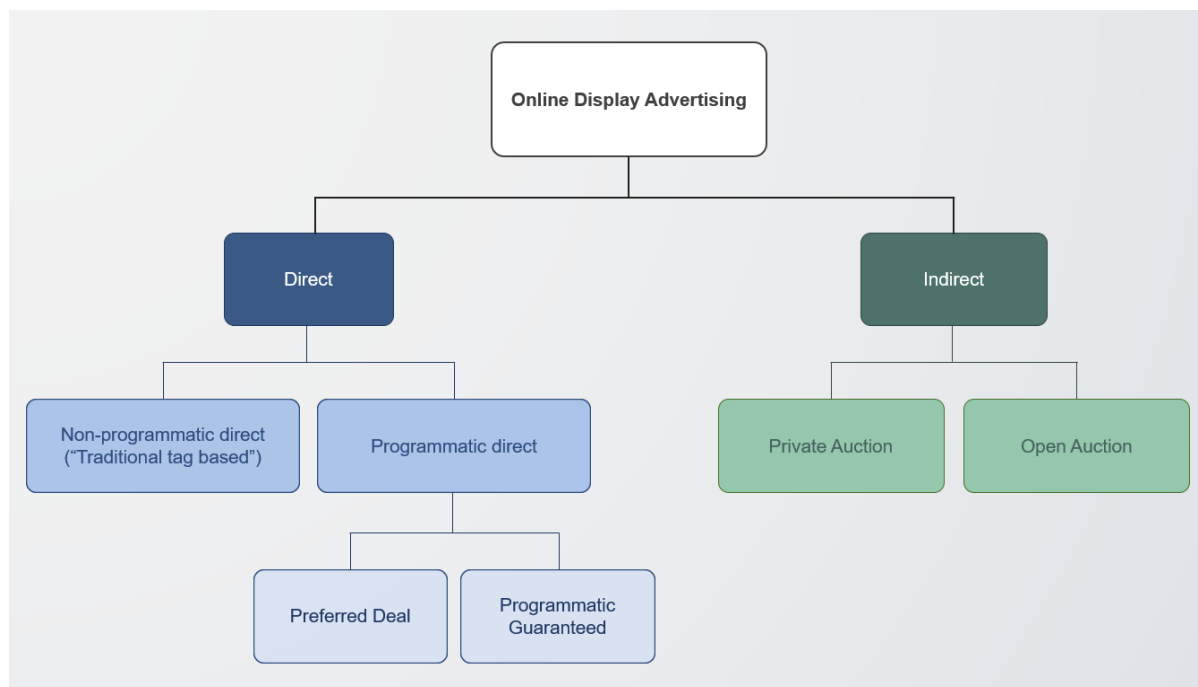 Online Display Advertising
Direct
Indirect
Non-programmatic direct
(“Traditional tag based”)
Programmatic direct
Private Auction
Open Auction
Preferred Deal
Programmatic
Guaranteed